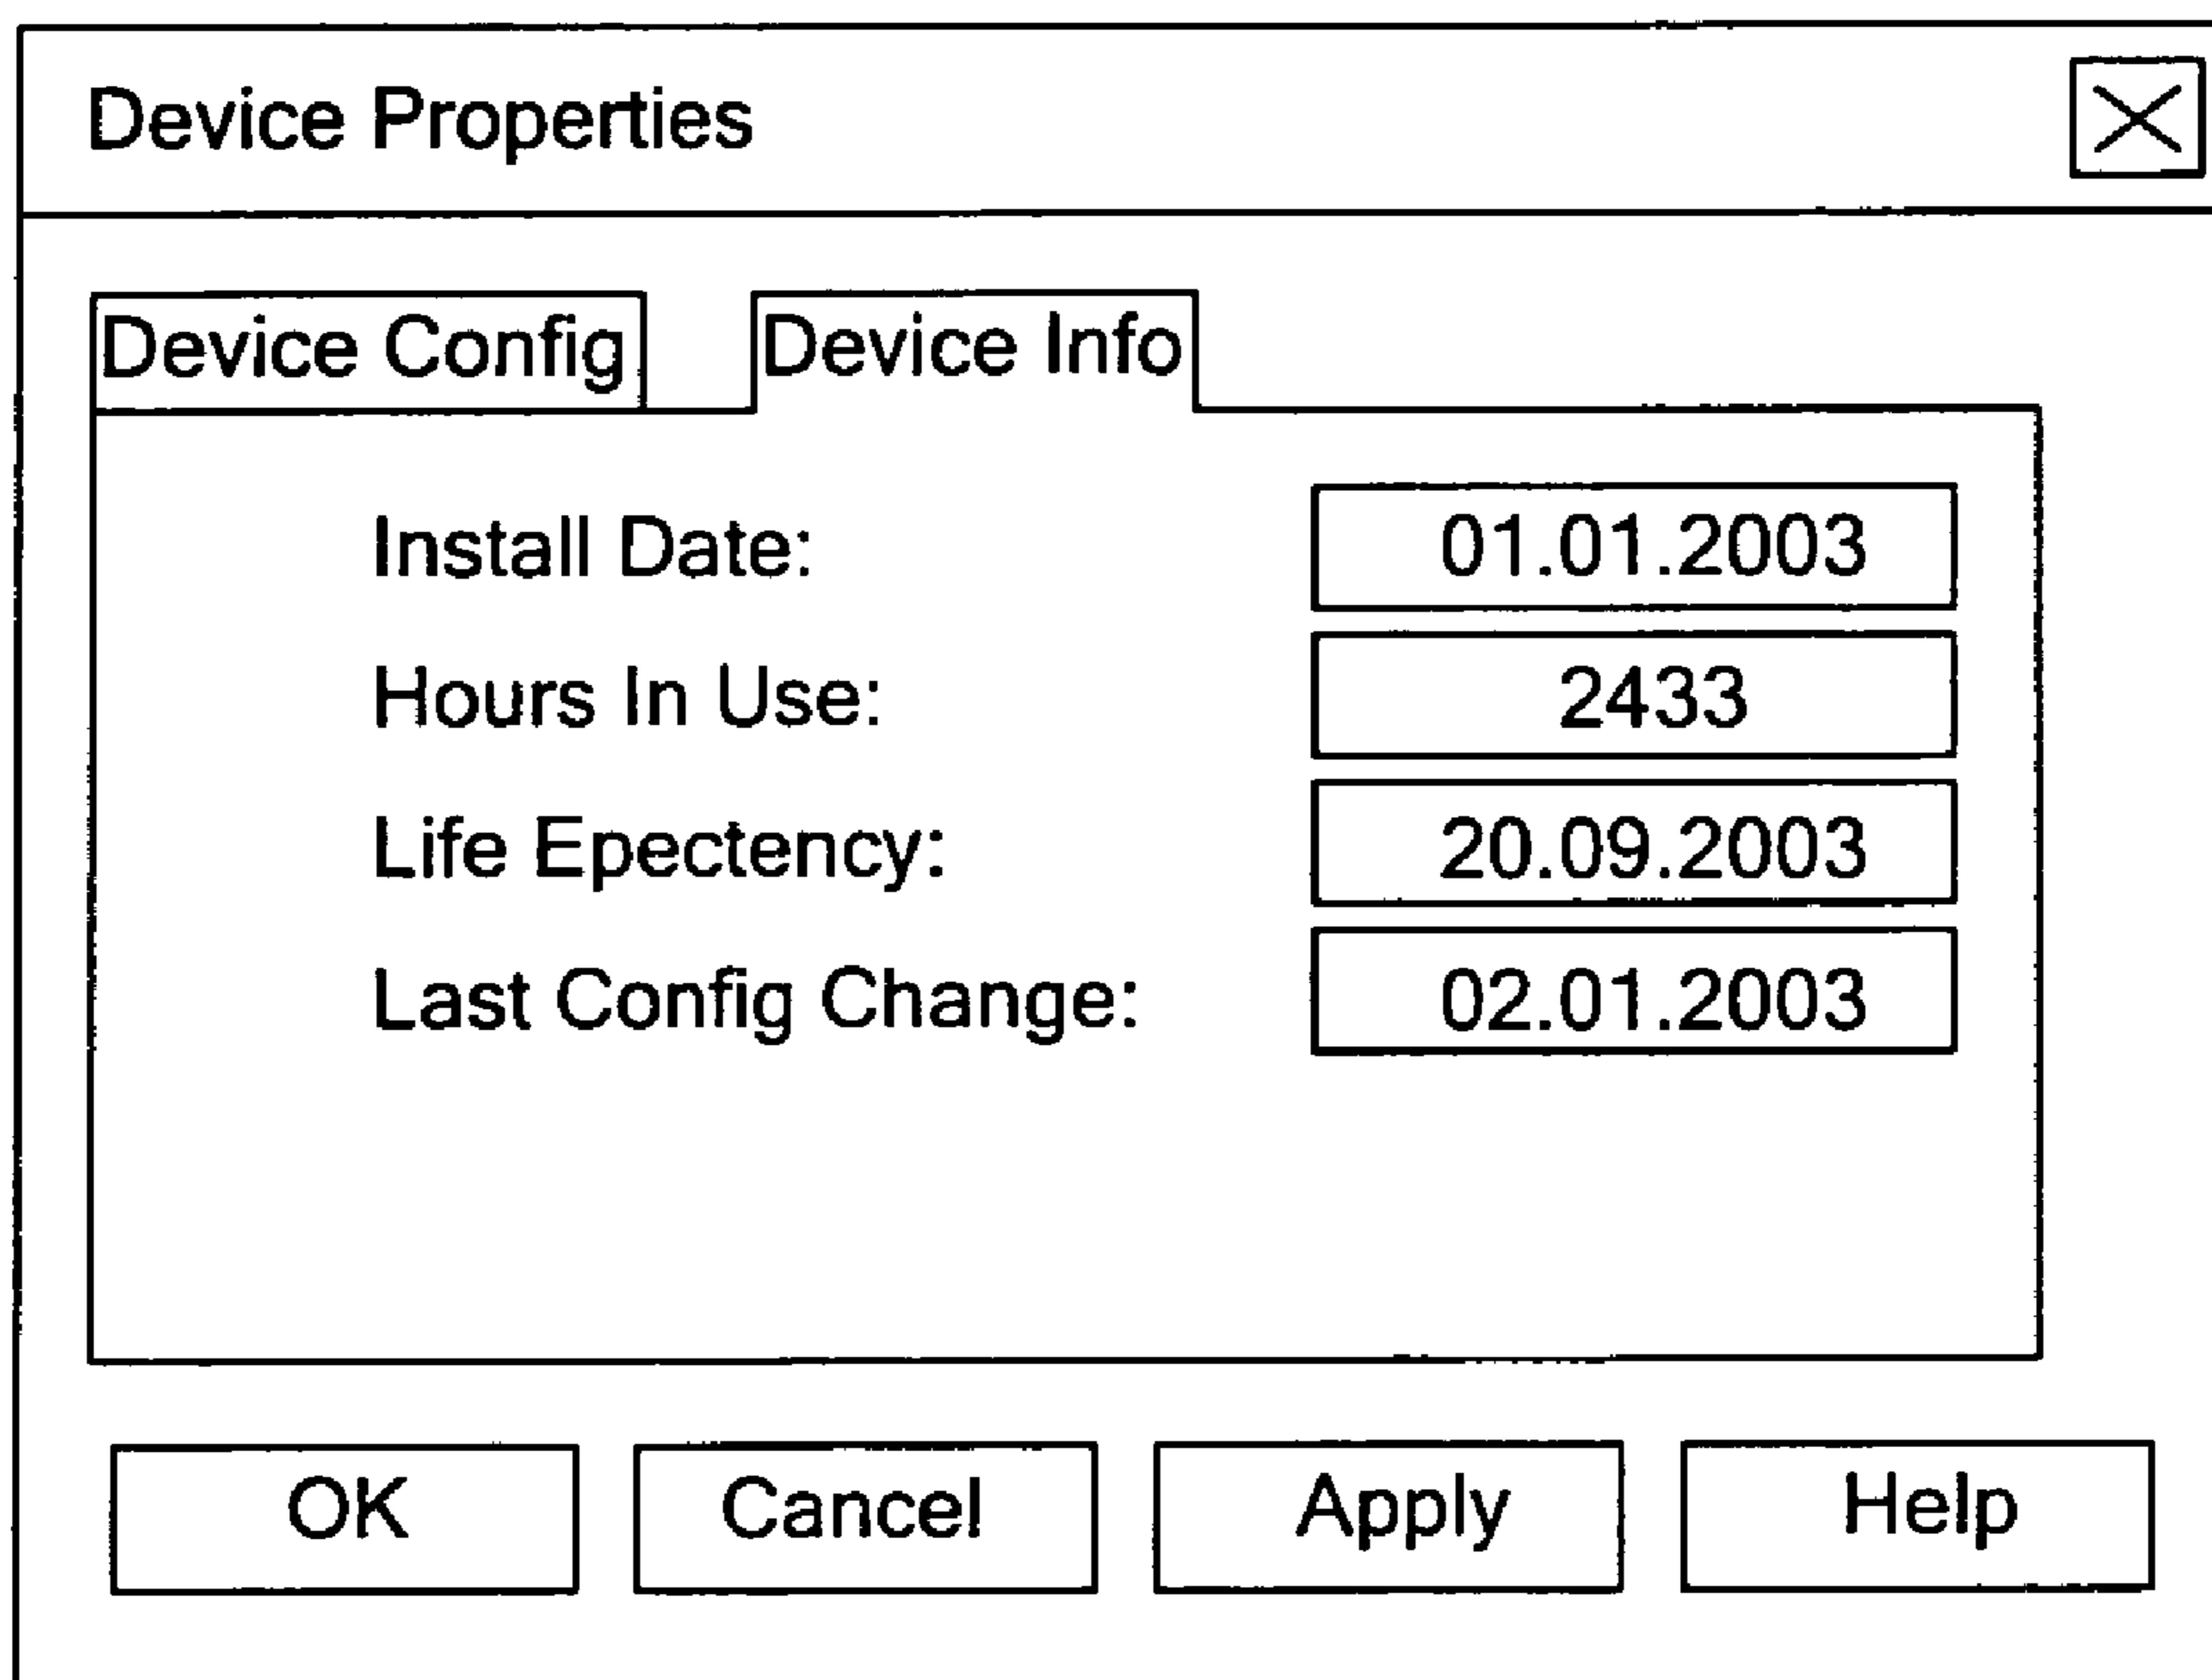 Device Properties
Device Config Device Info
Install Date: 01.01.2003
Hours In Use: 2433
Life Epectency: 20.09.2003
Last Config Change: 02.01.2003
OK Cancel Apply Help